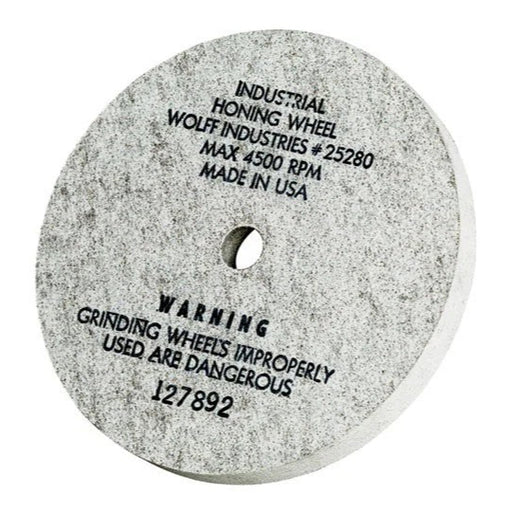 INDUSTRIAL
HONING WHEEL
WOLFF INDUSTRIES #25280
MAX 4500 RPM
MADE IN USA
WARNING
GRINDING WHEELS IMPROPERLY
USED ARE DANGEROUS
127892